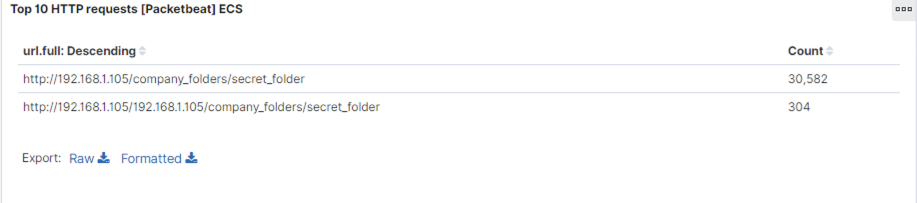 Top 10 HTTP requests [Packetbeat] ECS
url.full: Descending Count
http://192.168.1.105/company_folders/secret_folder 30,582
http://192.168.1.105/192.168.1.105/company_folders/secret_folder 304
Export: Raw Formatted